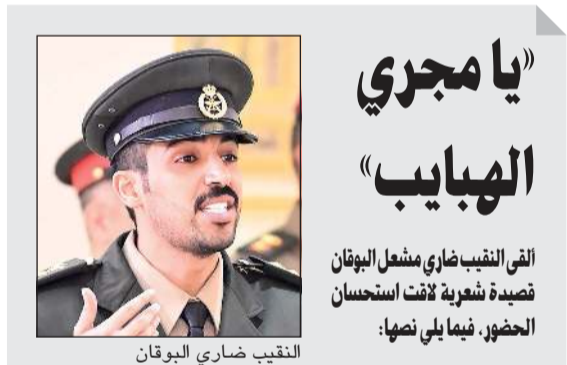 «يا مجري
الهبايب»
ألقى النقيب ضاري مشعل البوقان
قصيدة شعرية لاقت استحسان
الحضور، فيما يلي نصها:
النقيب ضاري البوقان